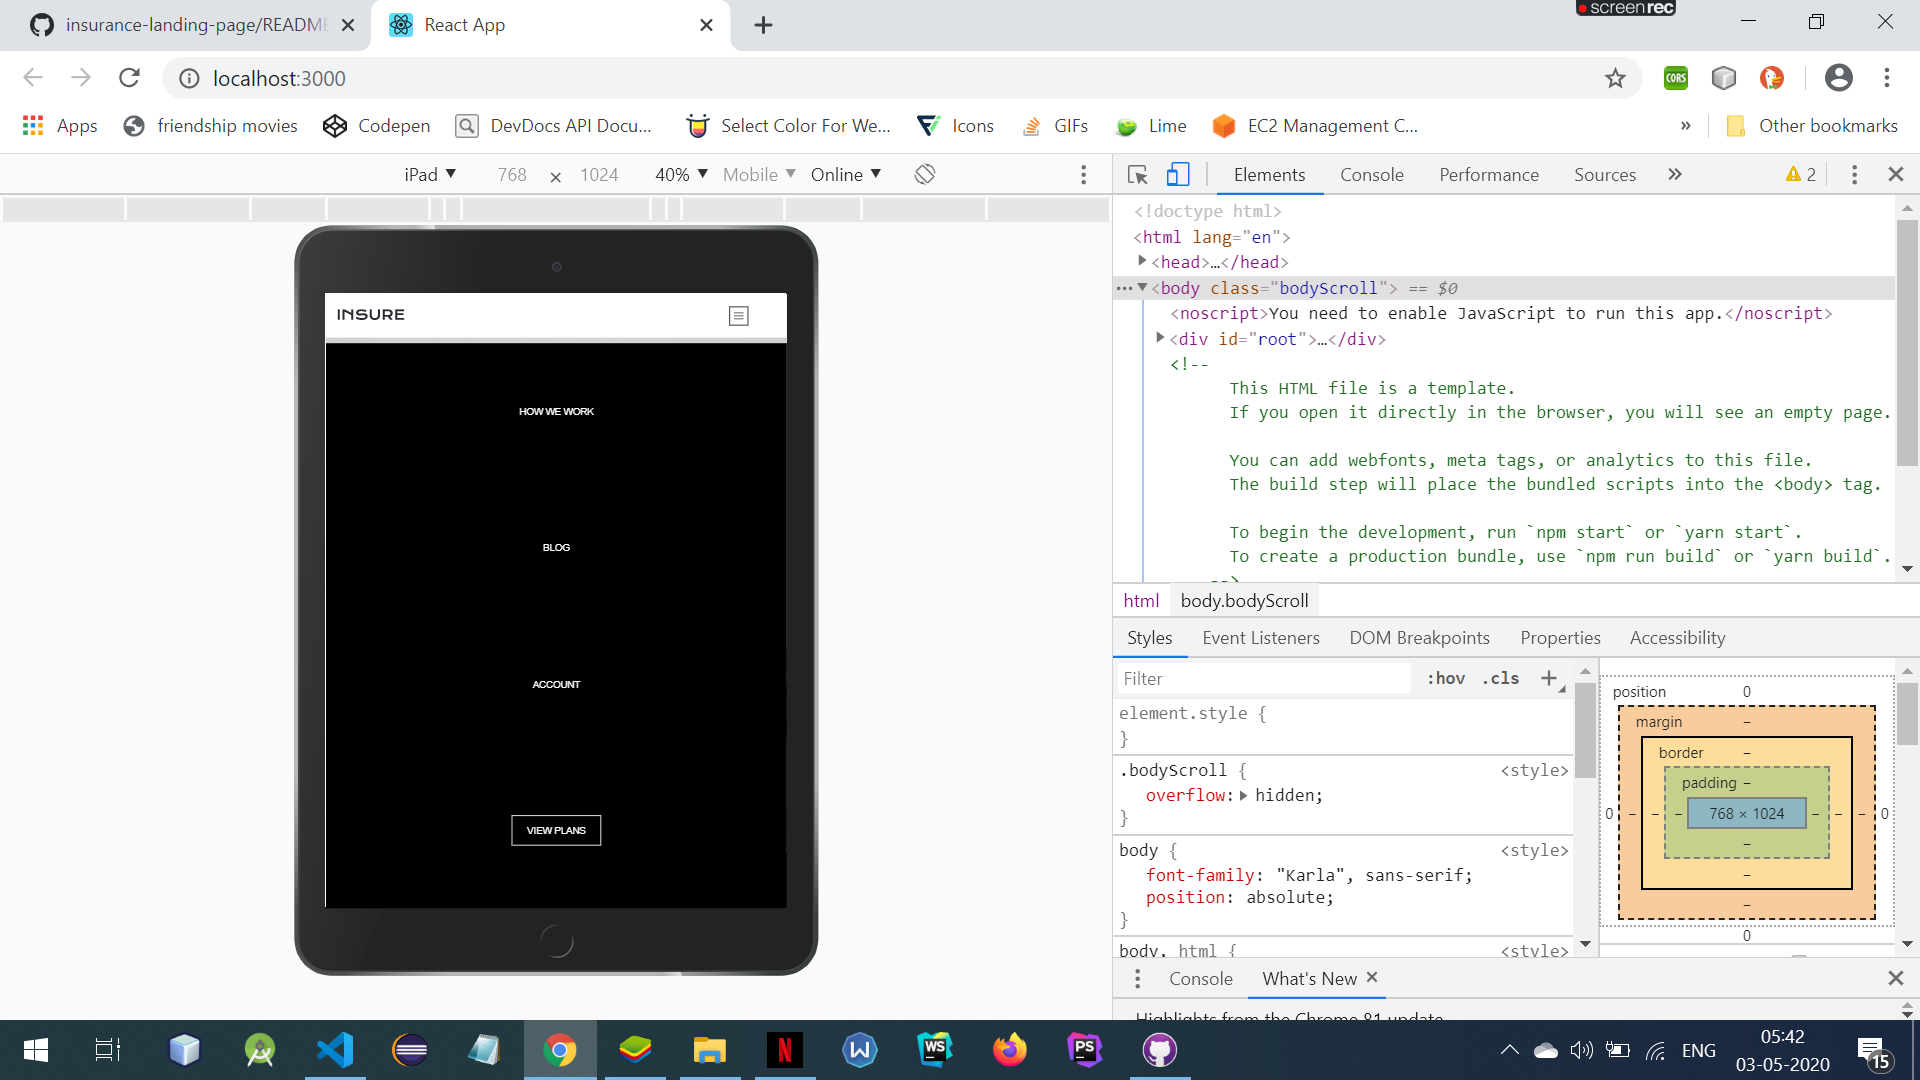 screenrec
insurance-landing-page/README
React App
localhost:3000
CORS
Apps
friendship movies
Codepen
DevDocs API Docu...
Select Color For We...
Icons
GIFs
Lime
EC2 Management C...
»
Other bookmarks
iPad ▼ 768 × 1024 40% ▼ Mobile ▼ Online ▼
Elements Console Performance Sources » 2
<!doctype html>
<html lang="en">
<head>…</head>
<body class="bodyScroll"> == $0
<noscript>You need to enable JavaScript to run this app.</noscript>
<div id="root">…</div>
<!--
This HTML file is a template.
If you open it directly in the browser, you will see an empty page.
You can add webfonts, meta tags, or analytics to this file.
The build step will place the bundled scripts into the <body> tag.
To begin the development, run `npm start` or `yarn start`.
To create a production bundle, use `npm run build` or `yarn build`.
-->
INSURE
HOW WE WORK
BLOG
ACCOUNT
VIEW PLANS
html body.bodyScroll
Styles Event Listeners DOM Breakpoints Properties Accessibility
Filter :hov .cls +
element.style {
}
.bodyScroll { <style>
overflow: hidden;
}
body { <style>
font-family: "Karla", sans-serif;
position: absolute;
}
body, html { <style>
position 0
margin –
border –
padding –
0 – – – 768 × 1024 – – – 0
–
–
–
0
Console What's New
Highlights from the Chrome 81 update
N
W
WS
PS
ENG
05:42
03-05-2020
15